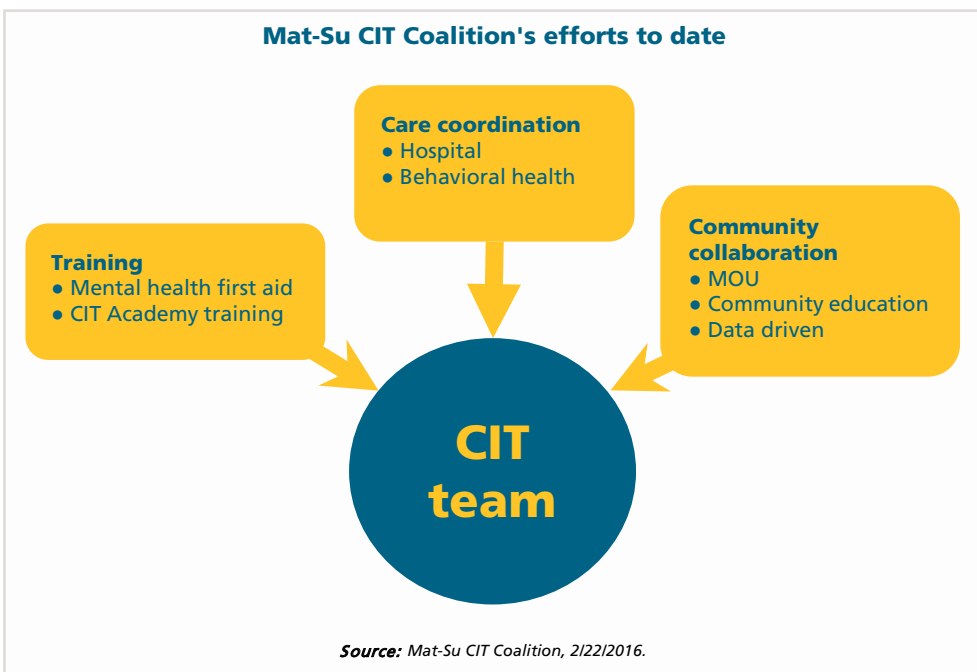 Mat-Su CIT Coalition's efforts to date
Care coordination
● Hospital
● Behavioral health
Training
● Mental health first aid
● CIT Academy training
Community
collaboration
● MOU
● Community education
● Data driven
CIT
team
Source: Mat-Su CIT Coalition, 2/22/2016.